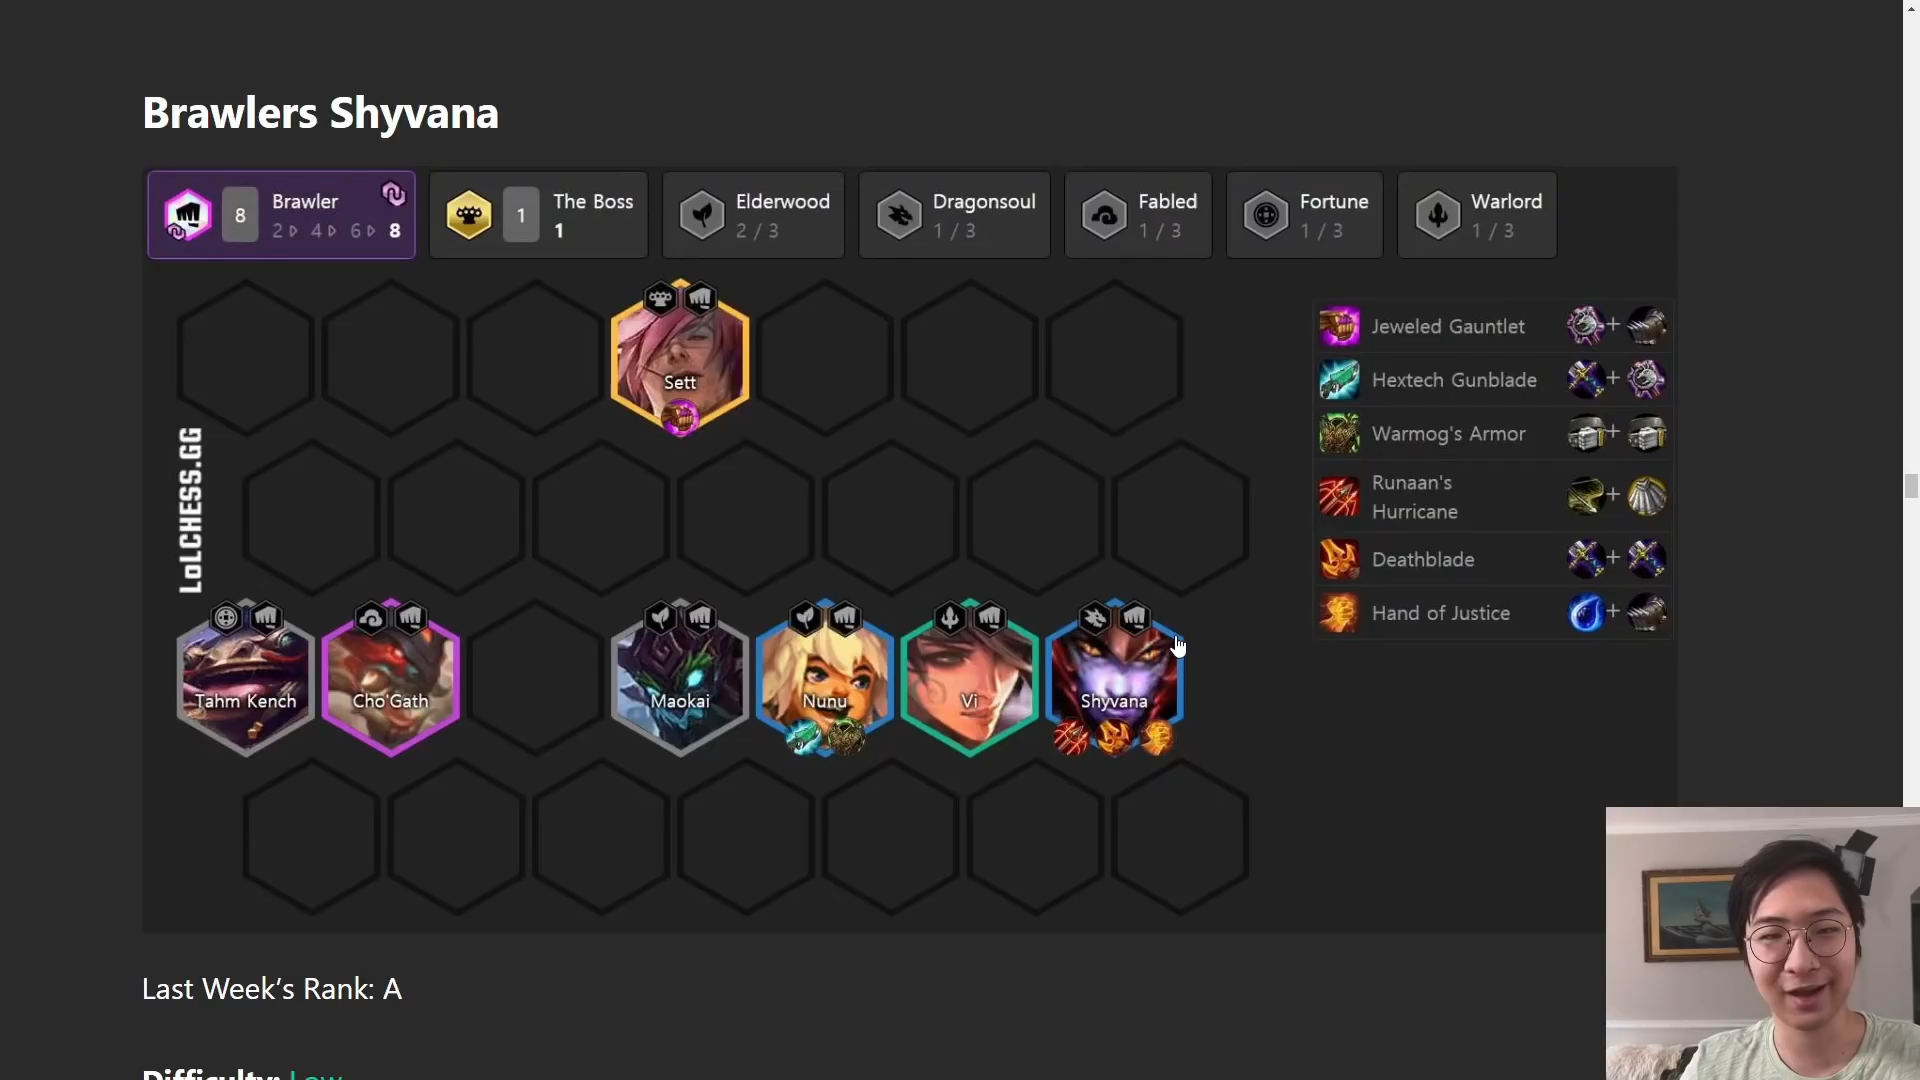 Brawlers Shyvana
8
Brawler
2 4 6 8
1
The Boss
1
Elderwood
2 / 3
Dragonsoul
1 / 3
Fabled
1 / 3
Fortune
1 / 3
Warlord
1 / 3
Sett
LoLCHESS.GG
Tahm Kench
Cho'Gath
Maokai
Nunu
Vi
Shyvana
Jeweled Gauntlet
+
Hextech Gunblade
+
Warmog's Armor
+
Runaan's
Hurricane
+
Deathblade
+
Hand of Justice
+
Last Week’s Rank: A
Difficulty: Low